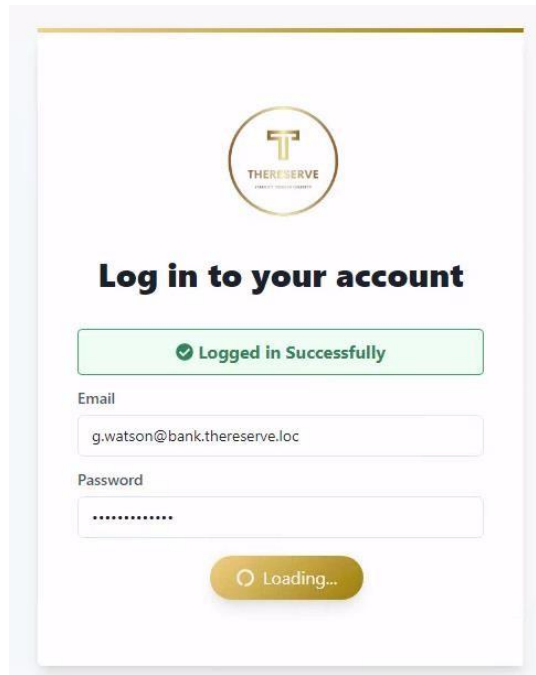 T
THERESERVE
Log in to your account
Logged in Successfully
Email
g.watson@bank.thereserve.loc
Password
•••••••••••••
Loading...